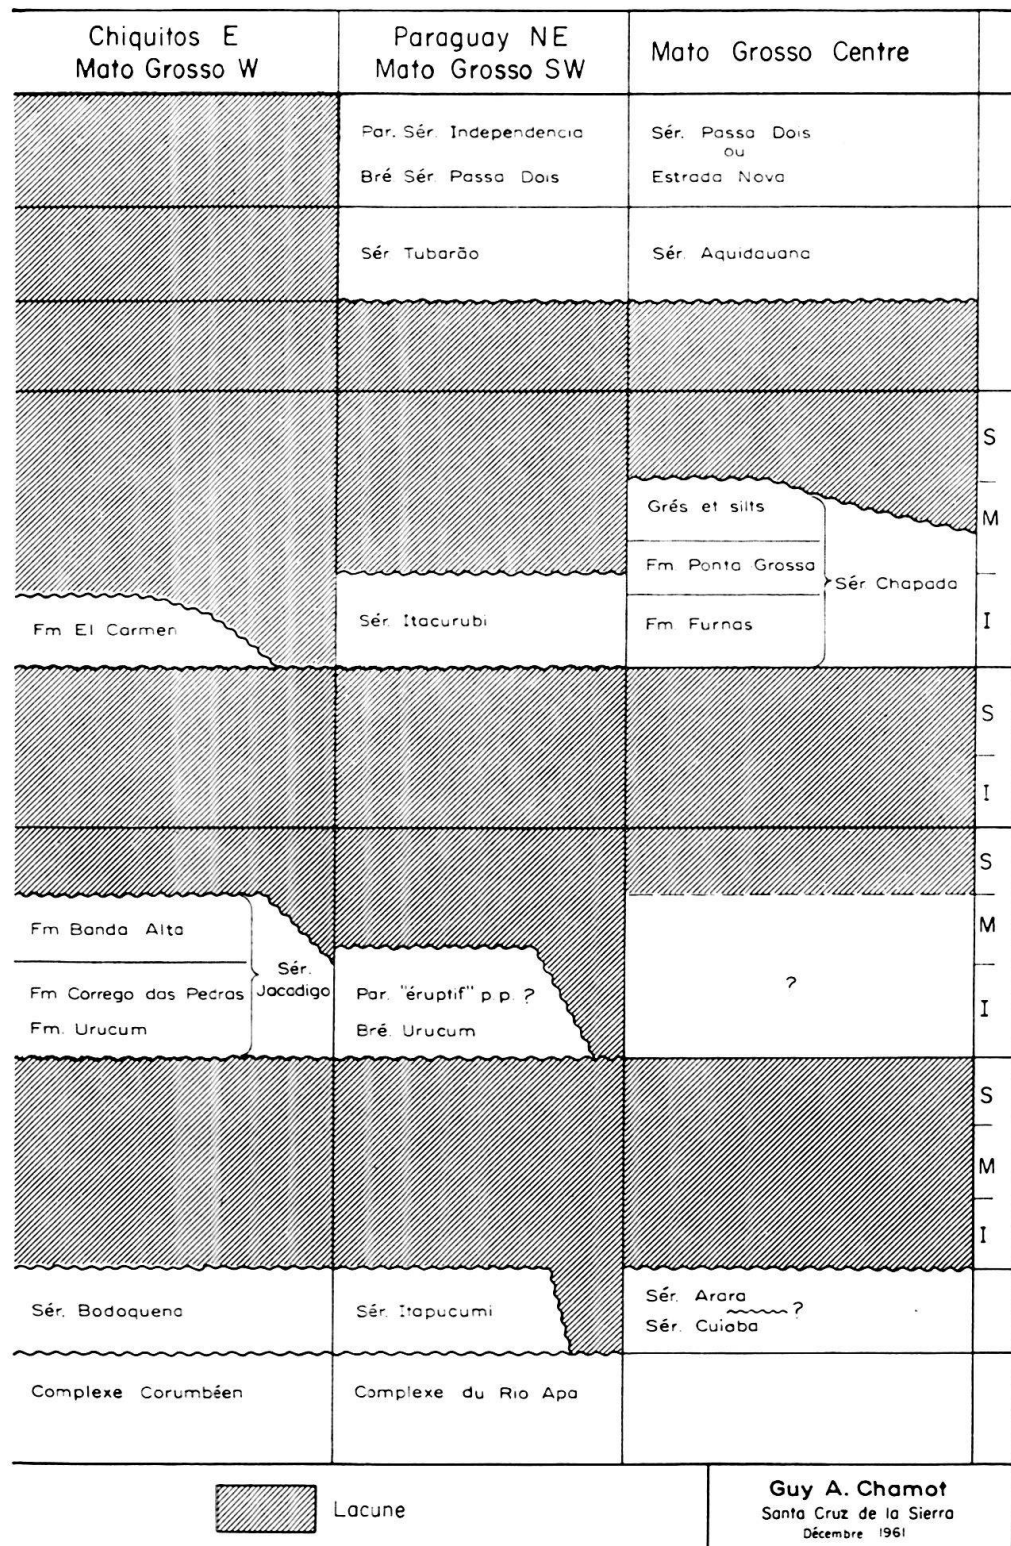 Chiquitos E
Mato Grosso W
Paraguay NE
Mato Grosso SW
Mato Grosso Centre
Par. Sér. Independencia
Bré Sér. Passa Dois
Sér. Passa Dois
ou
Estrada Nova
Sér. Tubarão
Sér. Aquidauana
S
M
I
Grés et silts
Fm. Ponta Grossa
Fm. Furnas
Sér. Chapada
Fm El Carmen
Sér. Itacurubi
S
I
S
M
I
Fm Banda Alta
Fm Corrego das Pedras
Fm. Urucum
Sér.
Jacadigo
Par. "éruptif" p.p. ?
Bré. Urucum
?
S
M
I
Sér. Bodoquena
Sér. Itapucumi
Sér. Arara
?
Sér. Cuiaba
Complexe Corumbéen
Complexe du Rio Apa
Lacune
Guy A. Chamot
Santa Cruz de la Sierra
Décembre 1961